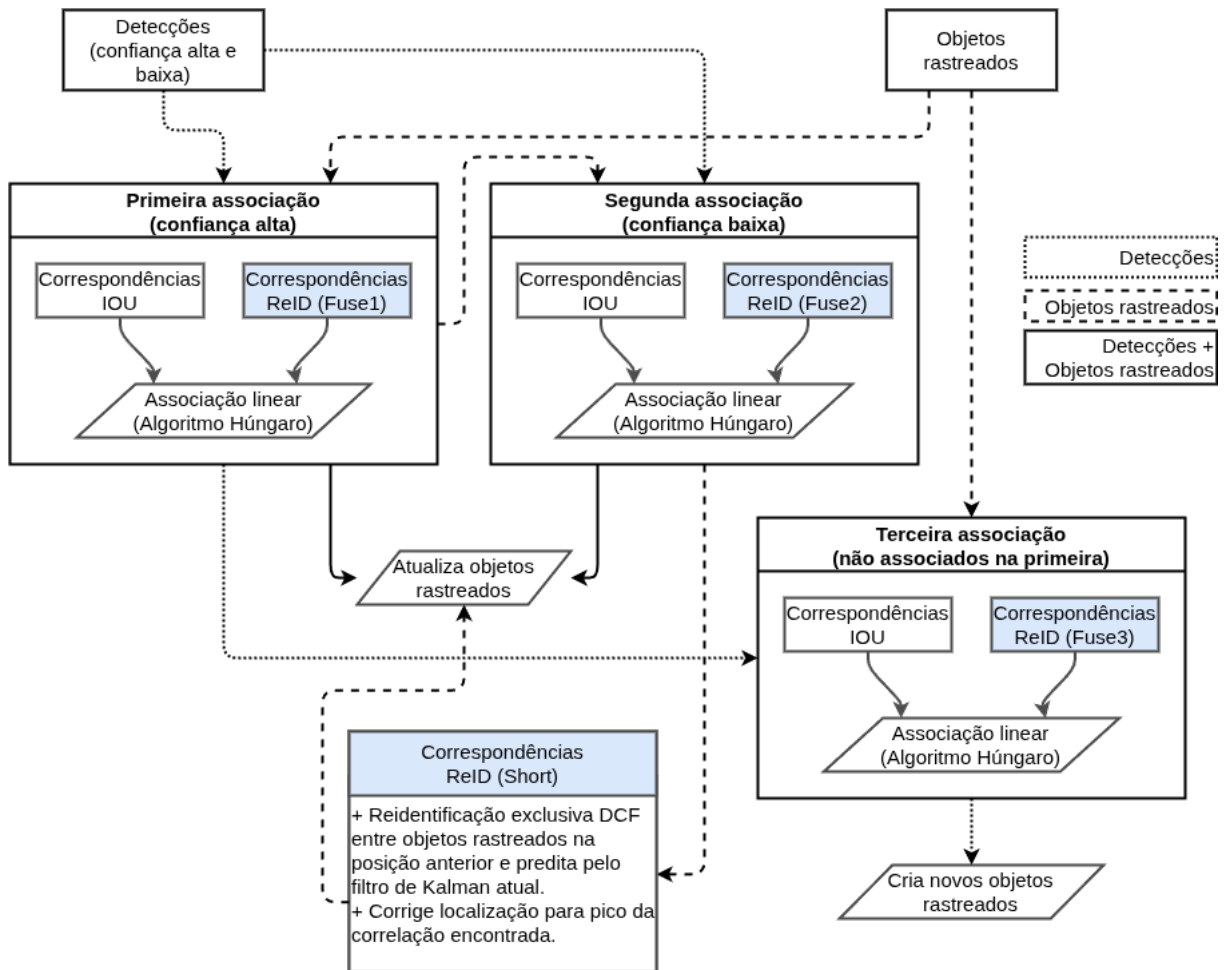 Detecções
(confiança alta e
baixa)
Objetos
rastreados
Primeira associação
(confiança alta)
Correspondências
IOU
Correspondências
ReID (Fuse1)
Associação linear
(Algoritmo Húngaro)
Segunda associação
(confiança baixa)
Correspondências
IOU
Correspondências
ReID (Fuse2)
Associação linear
(Algoritmo Húngaro)
Detecções
Objetos rastreados
Detecções +
Objetos rastreados
Atualiza objetos
rastreados
Terceira associação
(não associados na primeira)
Correspondências
IOU
Correspondências
ReID (Fuse3)
Associação linear
(Algoritmo Húngaro)
Correspondências
ReID (Short)
+ Reidentificação exclusiva DCF
entre objetos rastreados na
posição anterior e predita pelo
filtro de Kalman atual.
+ Corrige localização para pico da
correlação encontrada.
Cria novos objetos
rastreados